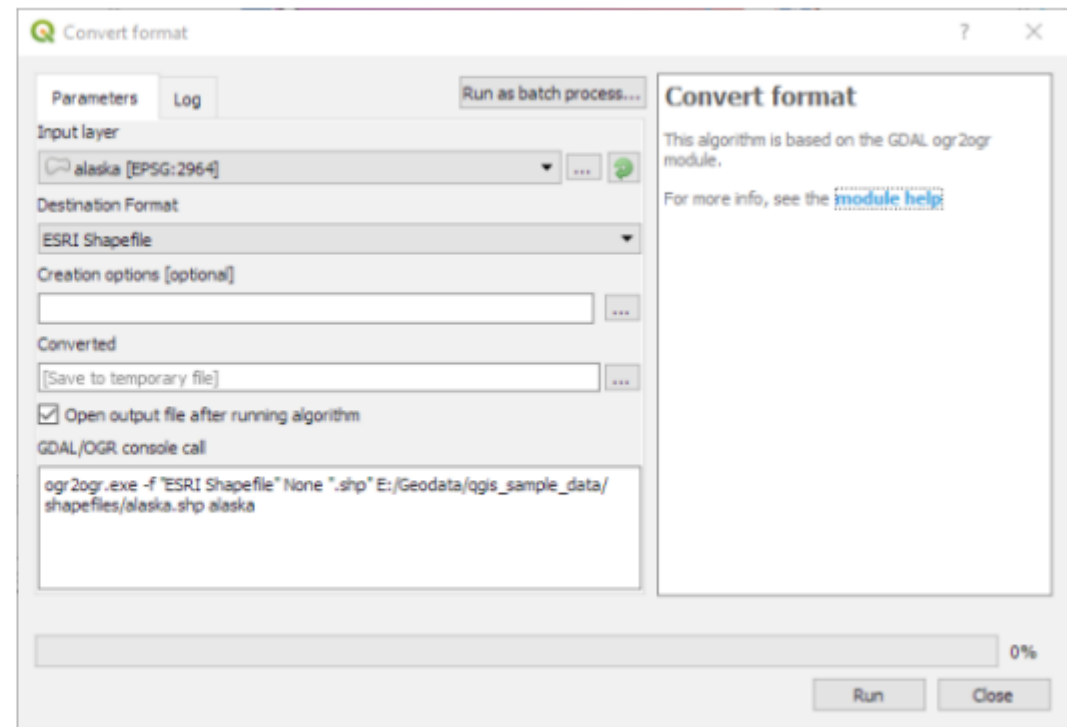 Convert format
?
Parameters
Log
Run as batch process...
Input layer
alaska [EPSG:2964]
...
Destination Format
ESRI Shapefile
Creation options [optional]
...
Converted
[Save to temporary file]
...
Open output file after running algorithm
GDAL/OGR console call
ogr2ogr.exe -f "ESRI Shapefile" None ".shp" E:/Geodata/qgis_sample_data/
shapefiles/alaska.shp alaska
Convert format
This algorithm is based on the GDAL ogr2ogr
module.
For more info, see the module help
0%
Run
Close